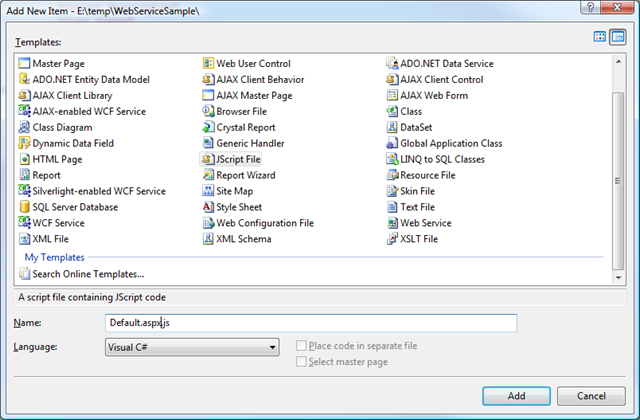 Add New Item - E:\temp\WebServiceSample\
Templates:
Master Page Web User Control ADO.NET Data Service
ADO.NET Entity Data Model AJAX Client Behavior AJAX Client Control
AJAX Client Library AJAX Master Page AJAX Web Form
AJAX-enabled WCF Service Browser File Class
Class Diagram Crystal Report DataSet
Dynamic Data Field Generic Handler Global Application Class
HTML Page JScript File LINQ to SQL Classes
Report Report Wizard Resource File
Silverlight-enabled WCF Service Site Map Skin File
SQL Server Database Style Sheet Text File
WCF Service Web Configuration File Web Service
XML File XML Schema XSLT File
My Templates
Search Online Templates...
A script file containing JScript code
Name: Default.aspx.js
Language: Visual C# Place code in separate file
Select master page
Add Cancel